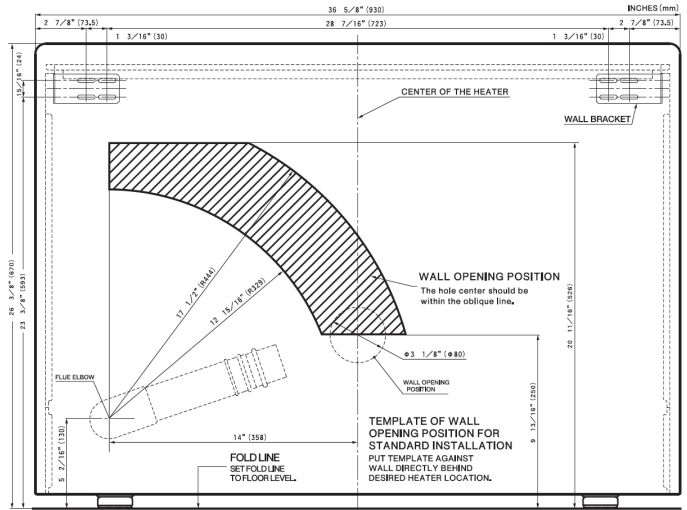 36 5/8" (930)
INCHES (mm)
2 7/8" (73.5)
28 7/16" (723)
2 7/8" (73.5)
1 3/16" (30)
1 3/16" (30)
15/16" (24)
CENTER OF THE HEATER
WALL BRACKET
26 3/8" (670)
23 3/8" (593)
17 1/2" (R444)
12 15/16" (R329)
WALL OPENING POSITION
The hole center should be
within the oblique line.
20 11/16" (526)
Φ3 1/8" (Φ80)
FLUE ELBOW
WALL OPENING
POSITION
9 13/16" (250)
5 2/16" (130)
14" (358)
TEMPLATE OF WALL
OPENING POSITION FOR
STANDARD INSTALLATION
PUT TEMPLATE AGAINST
WALL DIRECTLY BEHIND
DESIRED HEATER LOCATION.
FOLD LINE
SET FOLD LINE
TO FLOOR LEVEL.